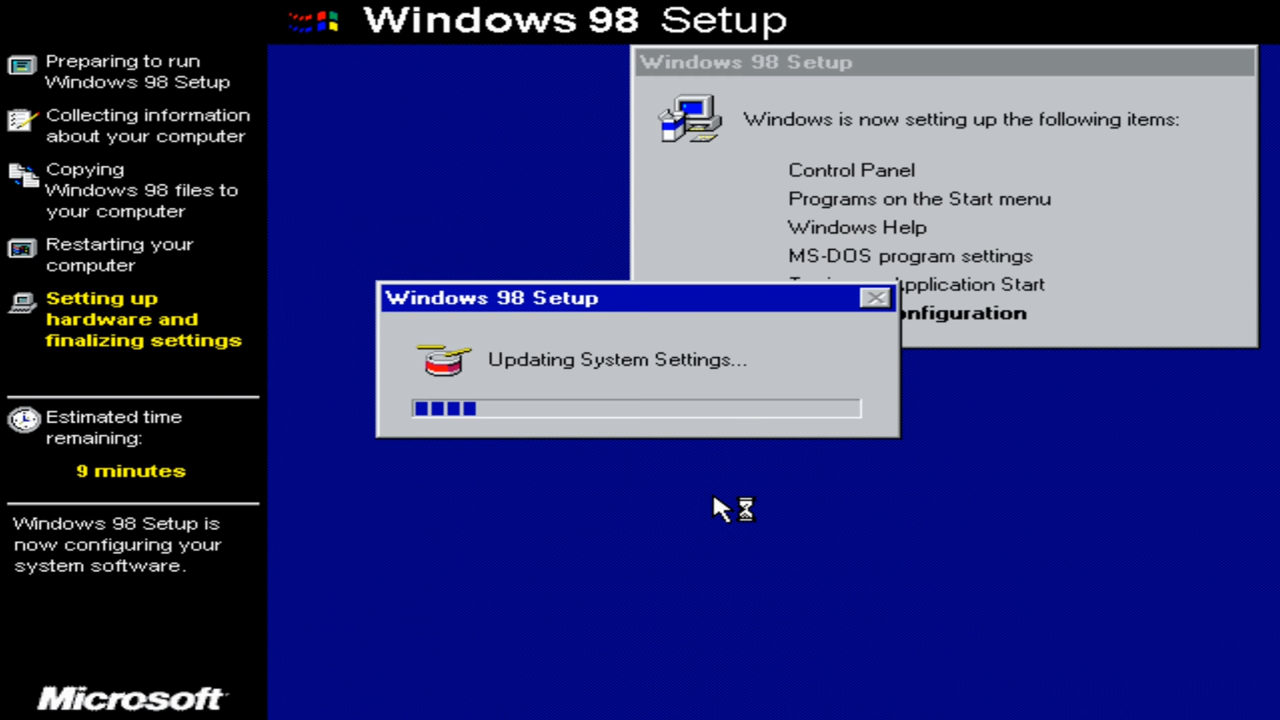 Windows 98 Setup
Preparing to run
Windows 98 Setup
Collecting information
about your computer
Copying
Windows 98 files to
your computer
Restarting your
computer
Setting up
hardware and
finalizing settings
Estimated time
remaining:
9 minutes
Windows 98 Setup is
now configuring your
system software.
Microsoft
Windows 98 Setup
Windows is now setting up the following items:
Control Panel
Programs on the Start menu
Windows Help
MS-DOS program settings
Application Start
onfiguration
Windows 98 Setup
Updating System Settings...